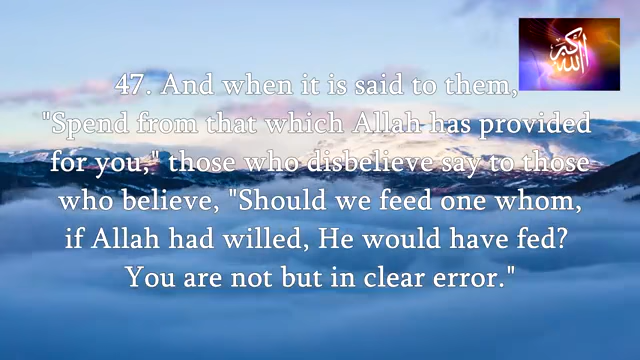 الله أكبر
47. And when it is said to them,
"Spend from that which Allah has provided
for you," those who disbelieve say to those
who believe, "Should we feed one whom,
if Allah had willed, He would have fed?
You are not but in clear error."